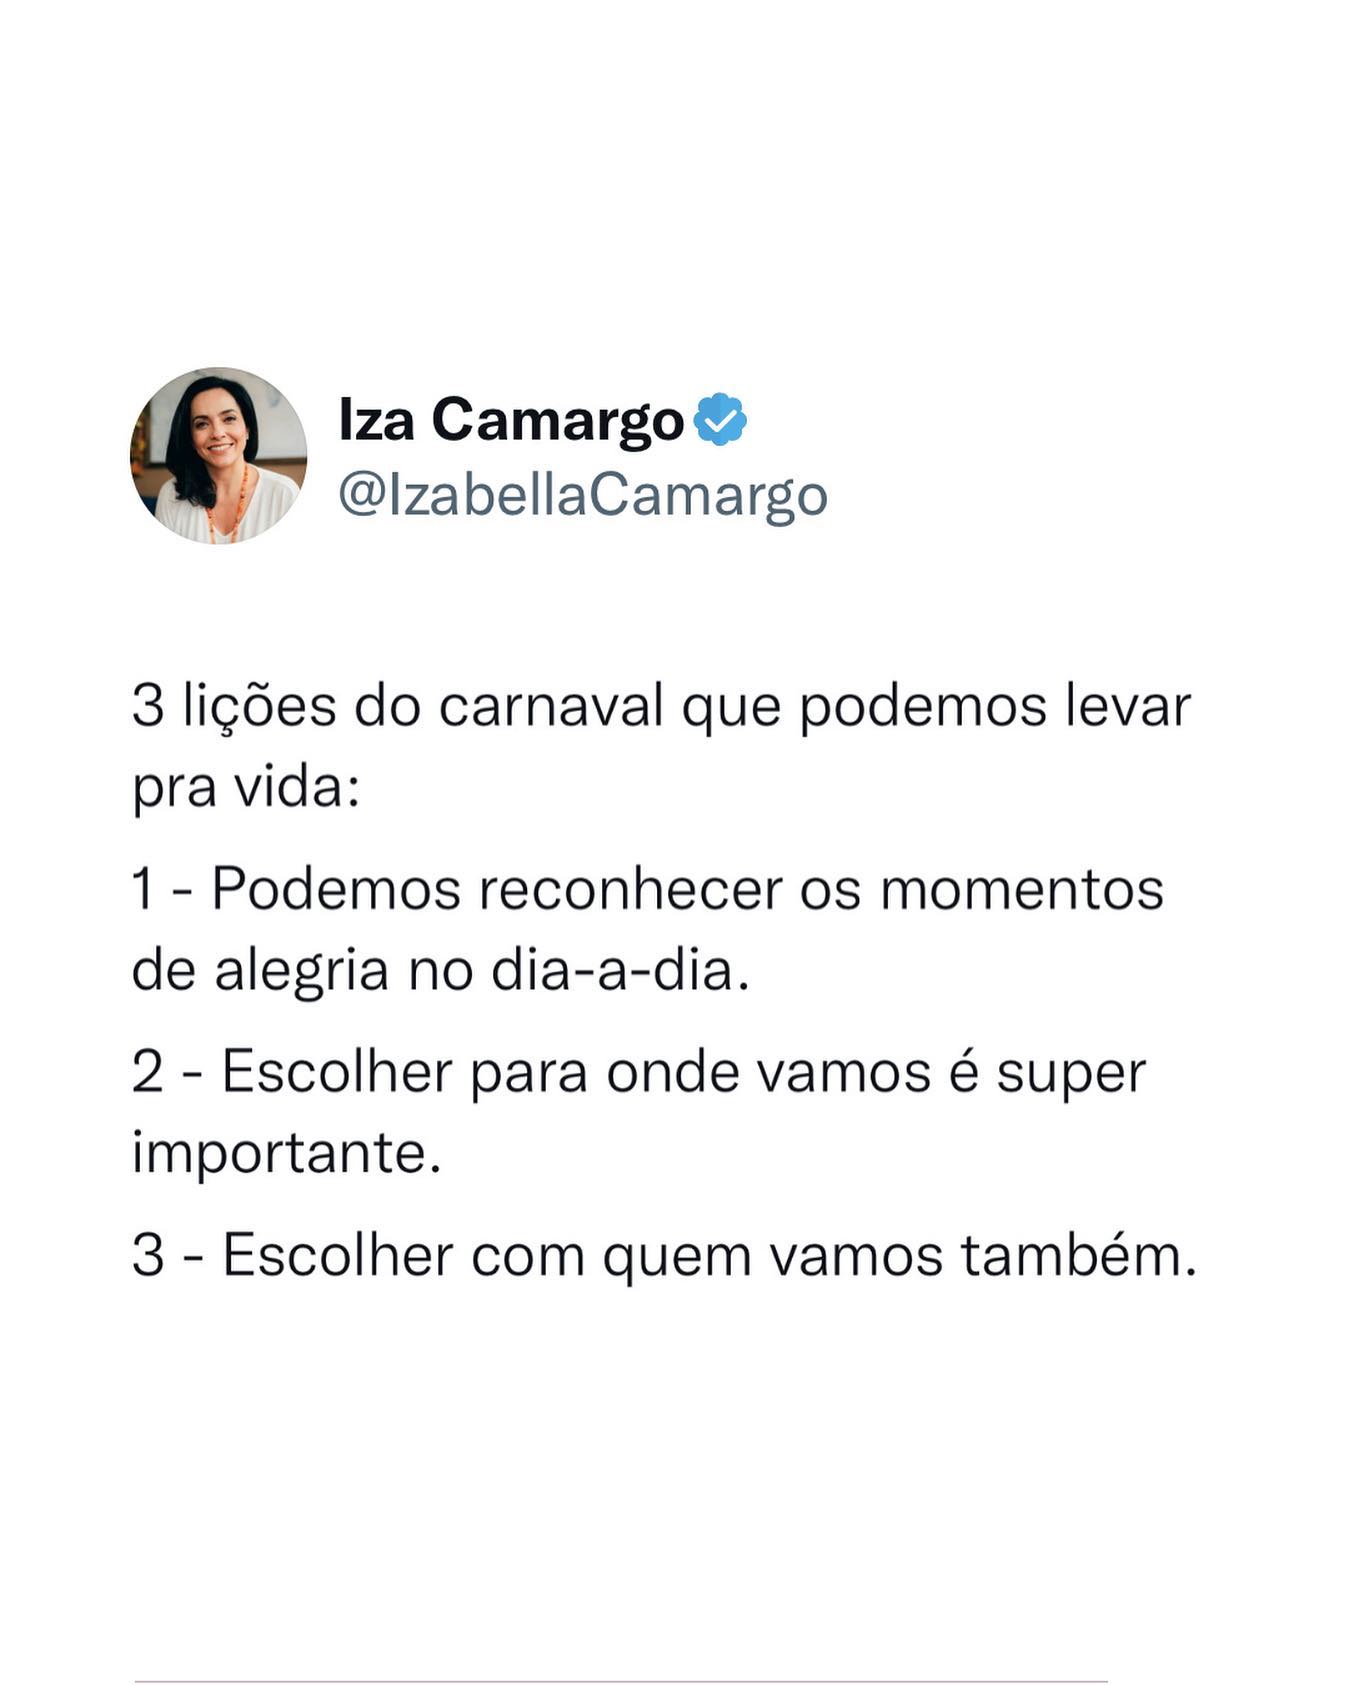 Iza Camargo
@IzabellaCamargo
3 lições do carnaval que podemos levar
pra vida:
1 - Podemos reconhecer os momentos
de alegria no dia-a-dia.
2 - Escolher para onde vamos é super
importante.
3 - Escolher com quem vamos também.